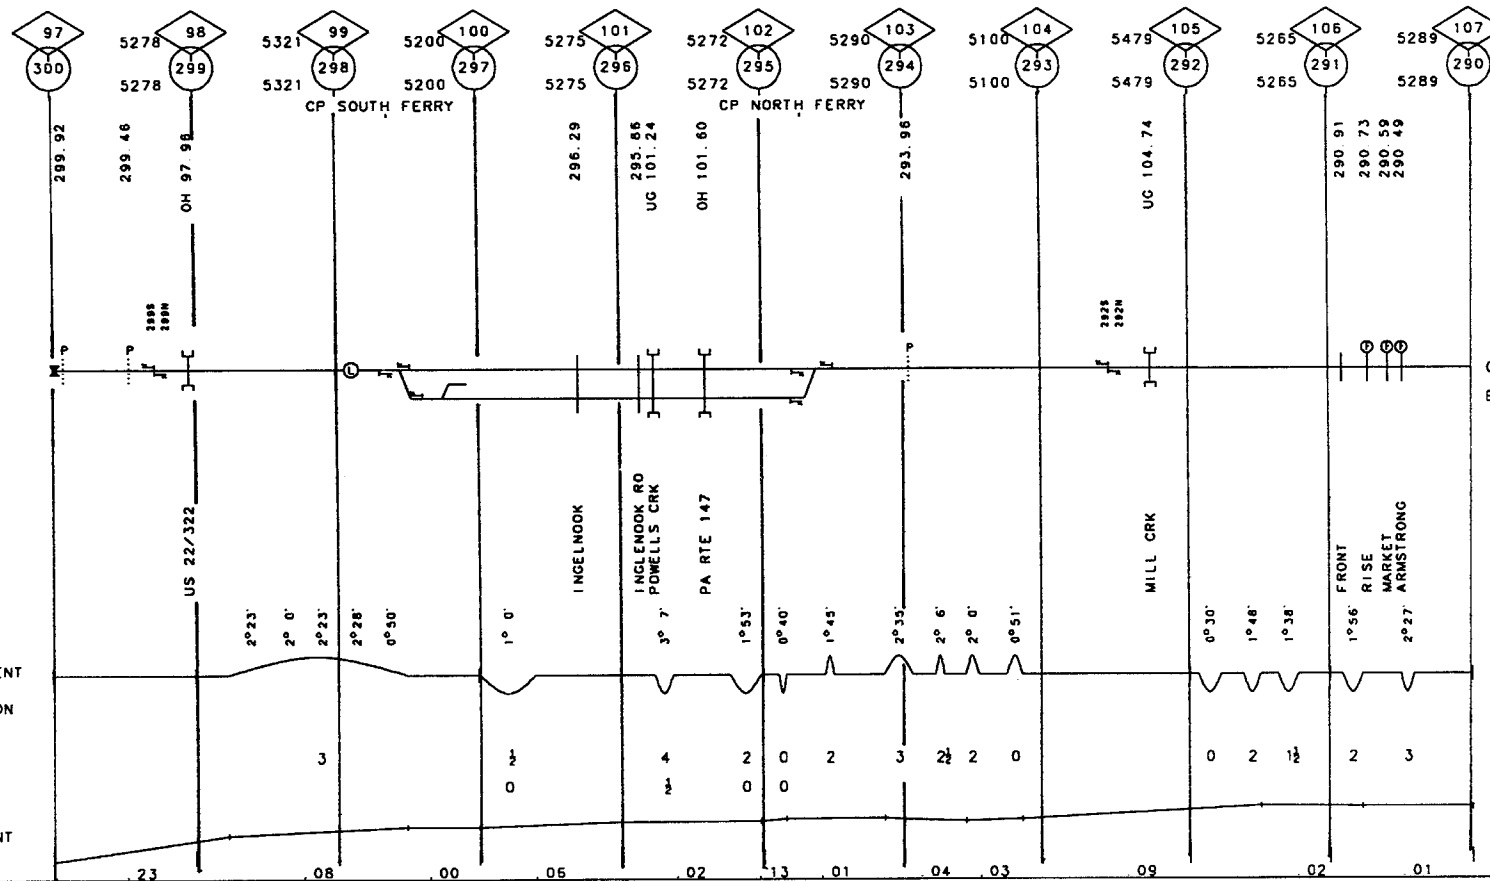 97 98 99 100 101 102 103 104 105 106 107
5278 5321 5200 5275 5272 5290 5100 5479 5265 5289
300 299 298 297 296 295 294 293 292 291 290
5278 5321 5200 5275 5272 5290 5100 5479 5265 5289
CP SOUTH FERRY
CP NORTH FERRY
299.92
299.46
OH 97.98
296.29
295.86
UG 101.24
OH 101.60
293.96
UG 104.74
290.91
290.73
290.59
290.49
299S
299N
292S
292N
P P L P P P P
US 22/322
INGELNOOK
INGLENOOK RD
POWELLS CRK
PA RTE 147
MILL CRK
FRONT
RISE
MARKET
ARMSTRONG
2°23' 2° 0' 2°23' 2°28' 0°50' 1° 0' 3° 7' 1°53' 0°40' 1°45' 2°35' 2° 6' 2° 0' 0°51' 0°30' 1°48' 1°38' 1°56' 2°27'
ENT
ON
3 ½ 4 2 0 2 3 2½ 2 0 0 2 1½ 2 3
0 ½ 0 0
NT
.23 .08 .00 .06 .02 .13 .01 .04 .03 .09 .02 .01